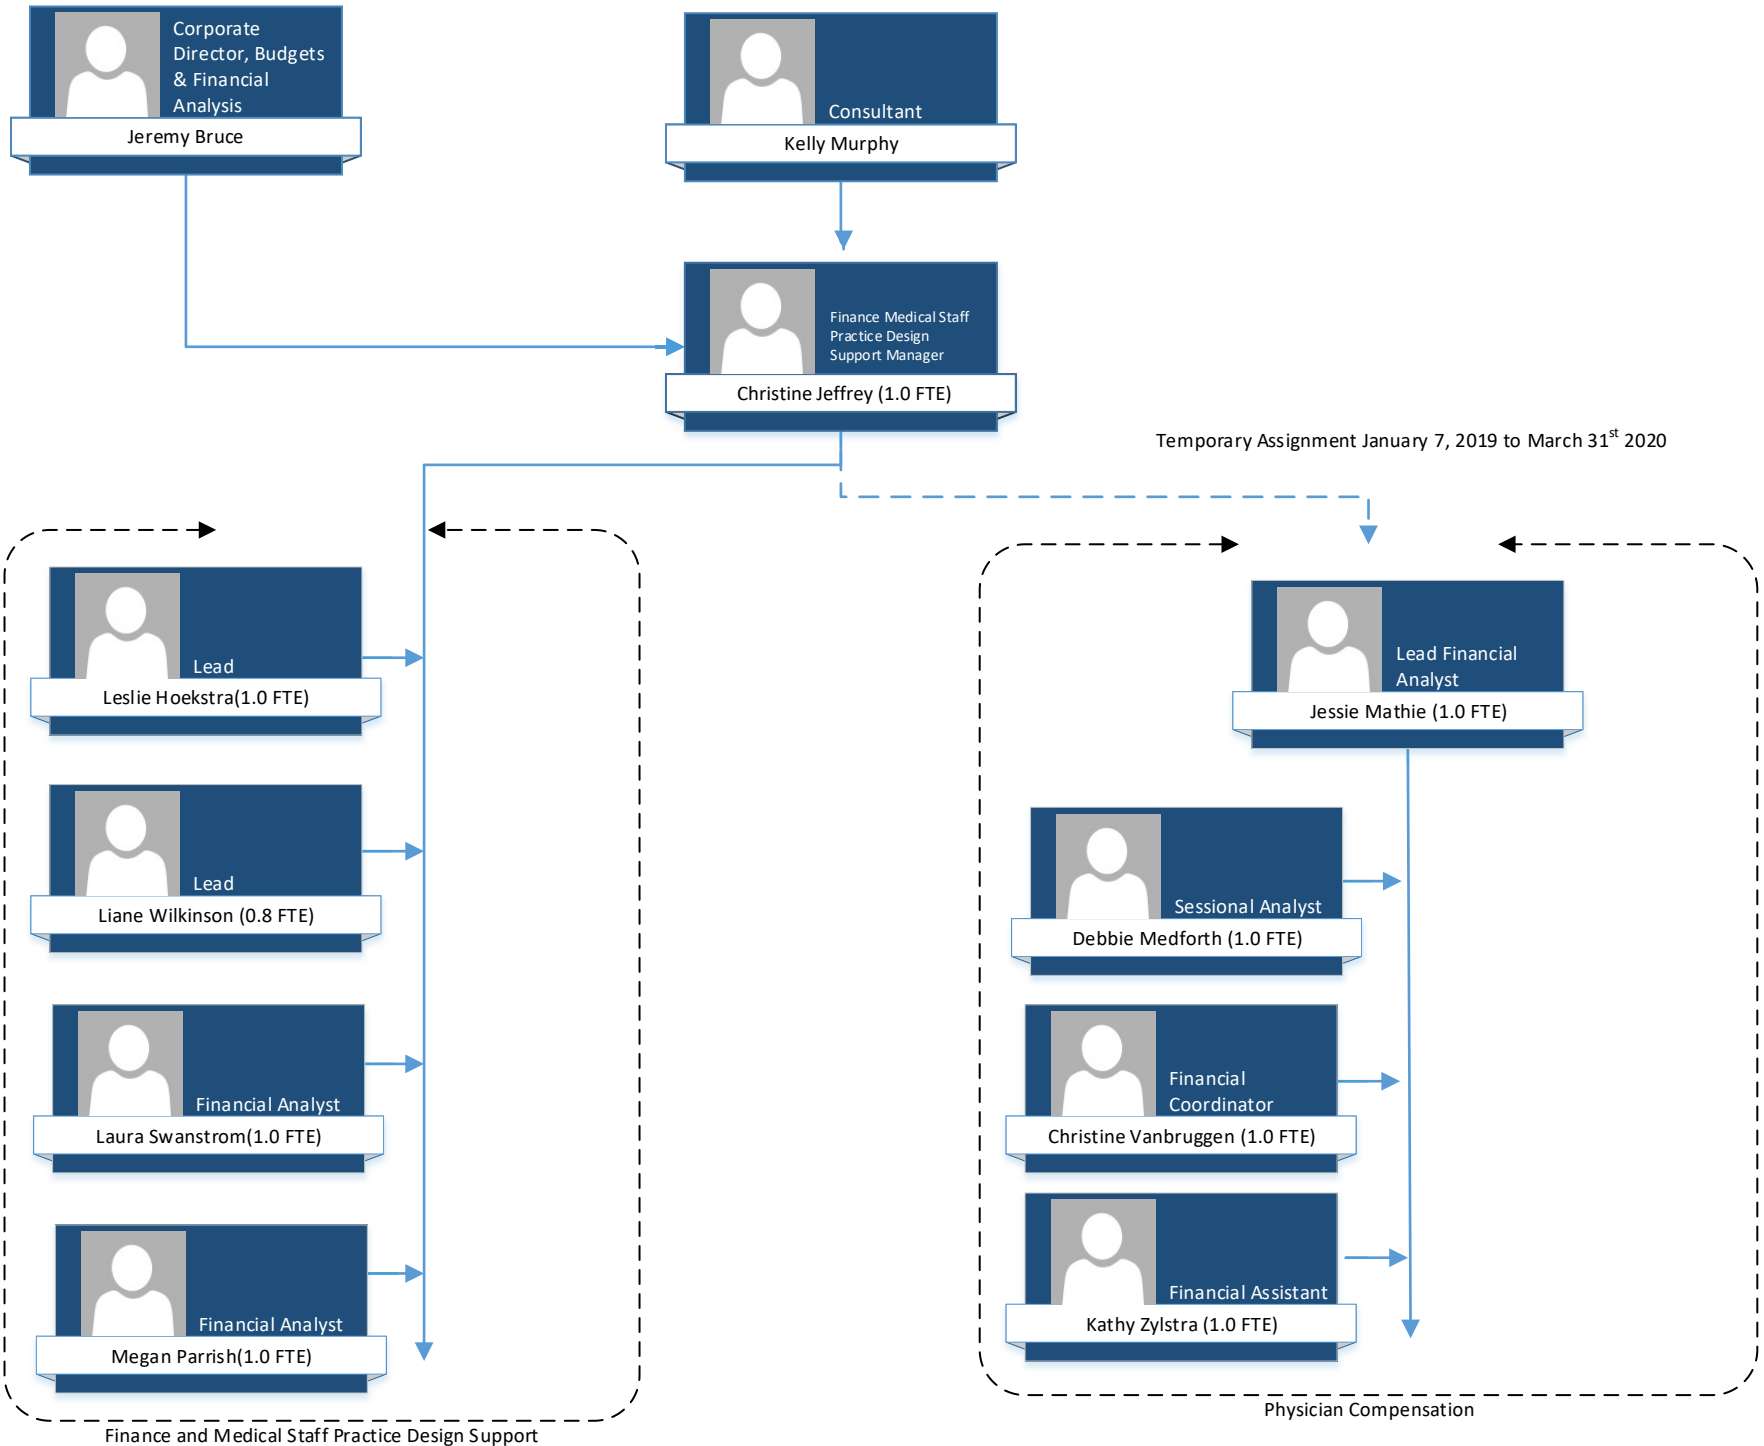 Corporate
Director, Budgets
& Financial
Analysis
Jeremy Bruce
Consultant
Kelly Murphy
Finance Medical Staff
Practice Design
Support Manager
Christine Jeffrey (1.0 FTE)
Temporary Assignment January 7, 2019 to March 31st 2020
Lead
Leslie Hoekstra(1.0 FTE)
Lead
Liane Wilkinson (0.8 FTE)
Financial Analyst
Laura Swanstrom(1.0 FTE)
Financial Analyst
Megan Parrish(1.0 FTE)
Finance and Medical Staff Practice Design Support
Lead Financial
Analyst
Jessie Mathie (1.0 FTE)
Sessional Analyst
Debbie Medforth (1.0 FTE)
Financial
Coordinator
Christine Vanbruggen (1.0 FTE)
Financial Assistant
Kathy Zylstra (1.0 FTE)
Physician Compensation